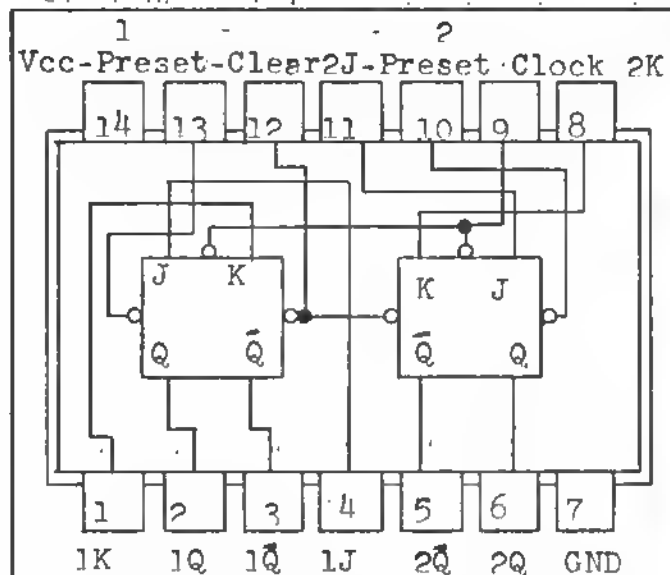 1 - - 2
Vcc-Preset-Clear2J-Preset Clock 2K
14 13 12 11 10 9 8
J K K J
Q Q̄ Q̄ Q
1 2 3 4 5 6 7
1K 1Q 1Q̄ 1J 2Q̄ 2Q GND